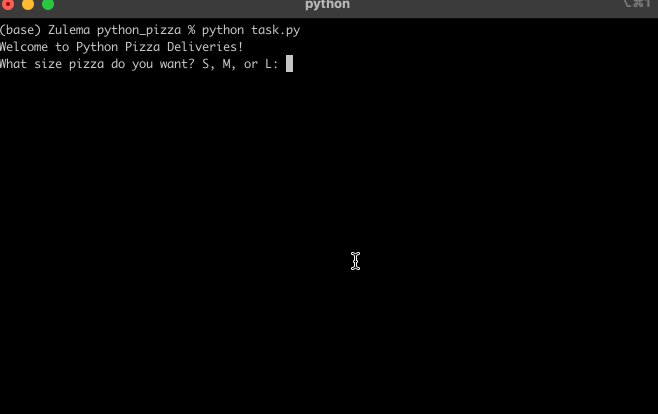 python
⌥⌘1
(base) Zulema python_pizza % python task.py
Welcome to Python Pizza Deliveries!
What size pizza do you want? S, M, or L: